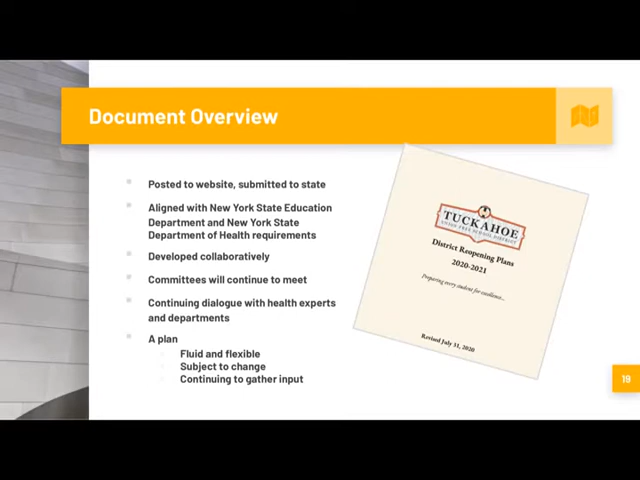 Document Overview
Posted to website, submitted to state
Aligned with New York State Education
Department and New York State
Department of Health requirements
Developed collaboratively
Committees will continue to meet
Continuing dialogue with health experts
and departments
A plan
Fluid and flexible
Subject to change
Continuing to gather input
TUCKAHOE
UNION FREE SCHOOL DISTRICT
District Reopening Plans
2020-2021
Preparing every student for excellence...
Revised July 31, 2020
19